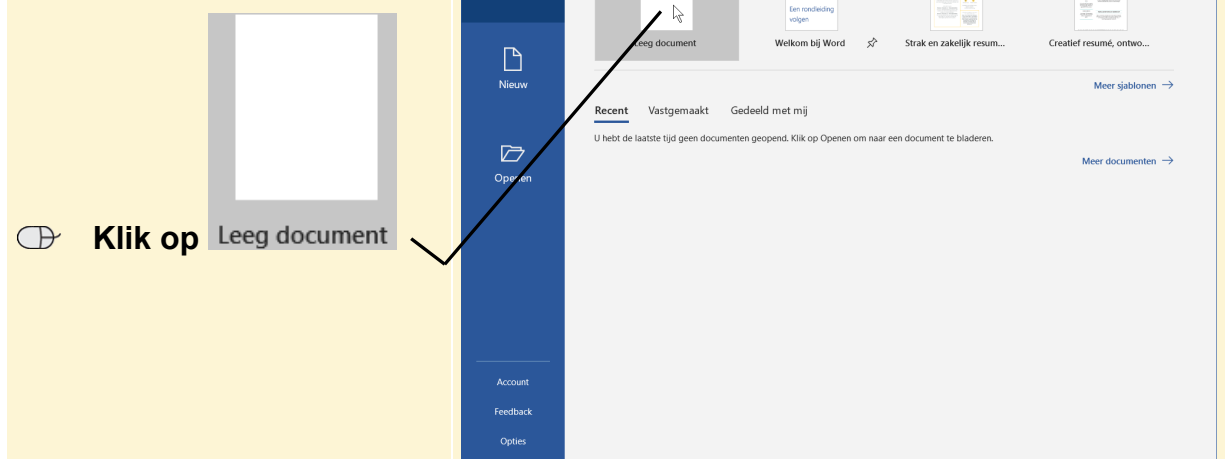 Klik op Leeg document
Een rondleiding
volgen
Leeg document
Welkom bij Word
Strak en zakelijk resum...
Creatief resumé, ontwo...
Nieuw
Meer sjablonen
Recent Vastgemaakt Gedeeld met mij
U hebt de laatste tijd geen documenten geopend. Klik op Openen om naar een document te bladeren.
Meer documenten
Openen
Account
Feedback
Opties